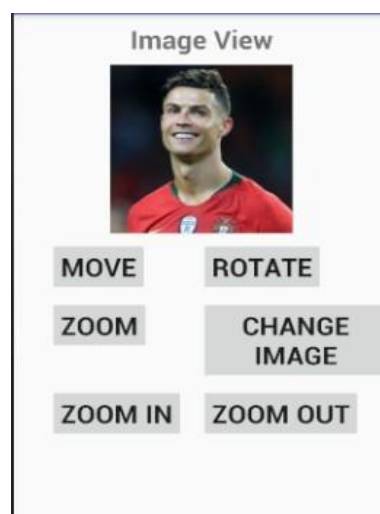 Image View
MOVE
ROTATE
ZOOM
CHANGE
IMAGE
ZOOM IN
ZOOM OUT